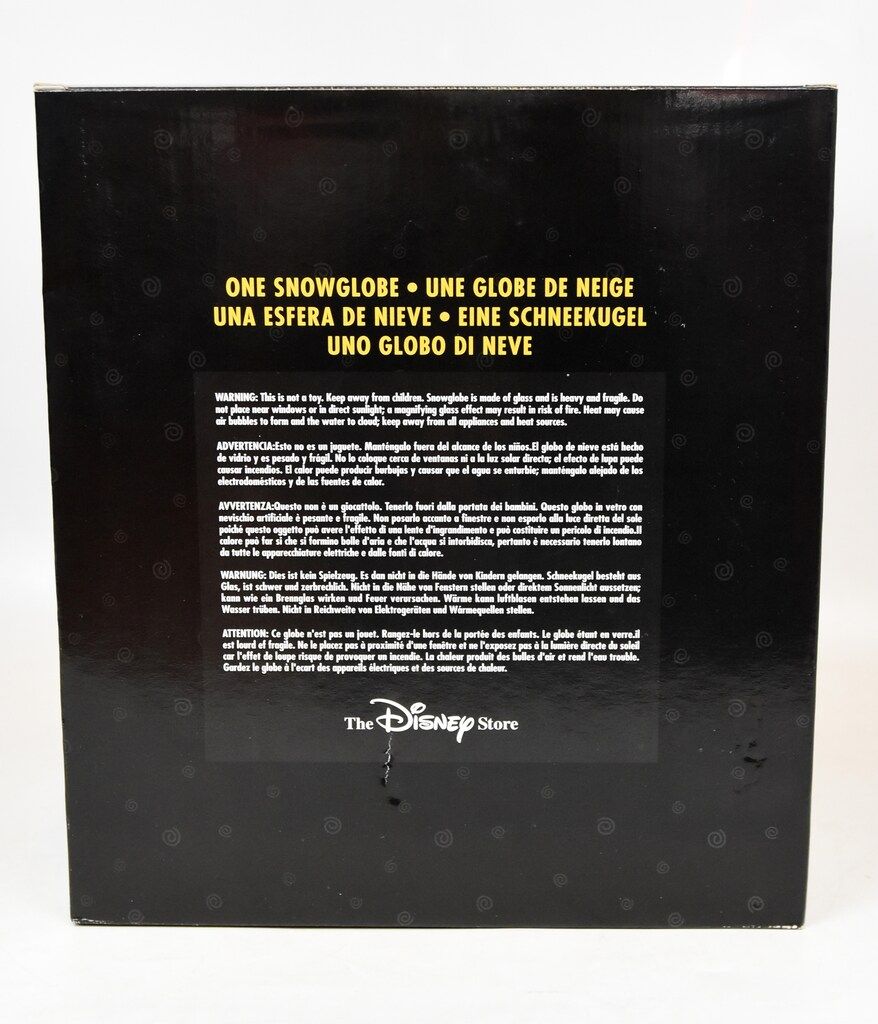 ONE SNOWGLOBE • UNE GLOBE DE NEIGE
UNA ESFERA DE NIEVE • EINE SCHNEEKUGEL
UNO GLOBO DI NEVE
WARNING: This is not a toy. Keep away from children. Snowglobe is made of glass and is heavy and fragile. Do
not place near windows or in direct sunlight; a magnifying glass effect may result in risk of fire. Heat may cause
air bubbles to form and the water to cloud; keep away from all appliances and heat sources.
ADVERTENCIA:Esto no es un juguete. Manténgalo fuera del alcance de los niños.El globo de nieve está hecho
de vidrio y es pesado y frágil. No lo coloque cerca de ventanas ni a la luz solar directa; el efecto de lupa puede
causar incendios. El calor puede producir burbujas y causar que el agua se enturbie; manténgalo alejado de los
electrodomésticos y de las fuentes de calor.
AVVERTENZA:Questo non è un giocattolo. Tenerlo fuori dalla portata dei bambini. Questo globo in vetro con
nevischio artificiale è pesante e fragile. Non posarlo accanto a finestre e non esporlo alla luce diretta del sole
poiché questo oggetto può avere l'effetto di una lente d'ingrandimento e può costituire un pericolo di incendio.Il
calore può far sì che si formino bolle d'aria e che l'acqua si intorbidisca, pertanto è necessario tenerlo lontano
da tutte le apparecchiature elettriche e dalle fonti di calore.
WARNUNG: Dies ist kein Spielzeug. Es dan nicht in die Hände von Kindern gelangen. Schneekugel besteht aus
Glas, ist schwer und zerbrechlich. Nicht in die Nähe von Fenstern stellen oder direktem Sonnenlicht aussetzen;
kann wie ein Brennglas wirken und Feuer verursachen. Wärme kann luftblasen entstehen lassen und das
Wasser trüben. Nicht in Reichweite von Elektrogeräten und Wärmequellen stellen.
ATTENTION: Ce globe n'est pas un jouet. Rangez-le hors de la portée des enfants. Le globe étant en verre.il
est lourd et fragile. Ne le placez pas à proximité d'une fenêtre et ne l'exposez pas à la lumière directe du soleil
car l'effet de loupe risque de provoquer un incendie. La chaleur produit des bulles d'air et rend l'eau trouble.
Gardez le globe à l'ecart des appareils électriques et des sources de chaleur.
The Disney Store